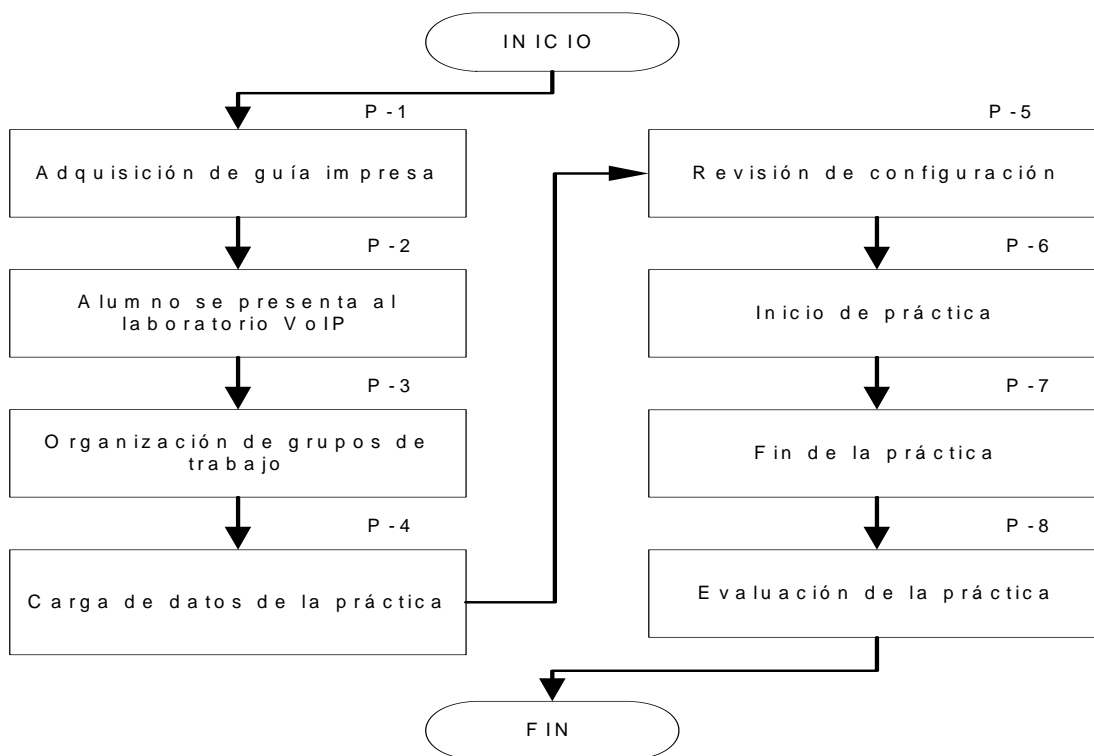 INICIO
P-1
Adquisición de guía impresa
P-2
Alumno se presenta al
laboratorio VoIP
P-3
Organización de grupos de
trabajo
P-4
Carga de datos de la práctica
P-5
Revisión de configuración
P-6
Inicio de práctica
P-7
Fin de la práctica
P-8
Evaluación de la práctica
FIN